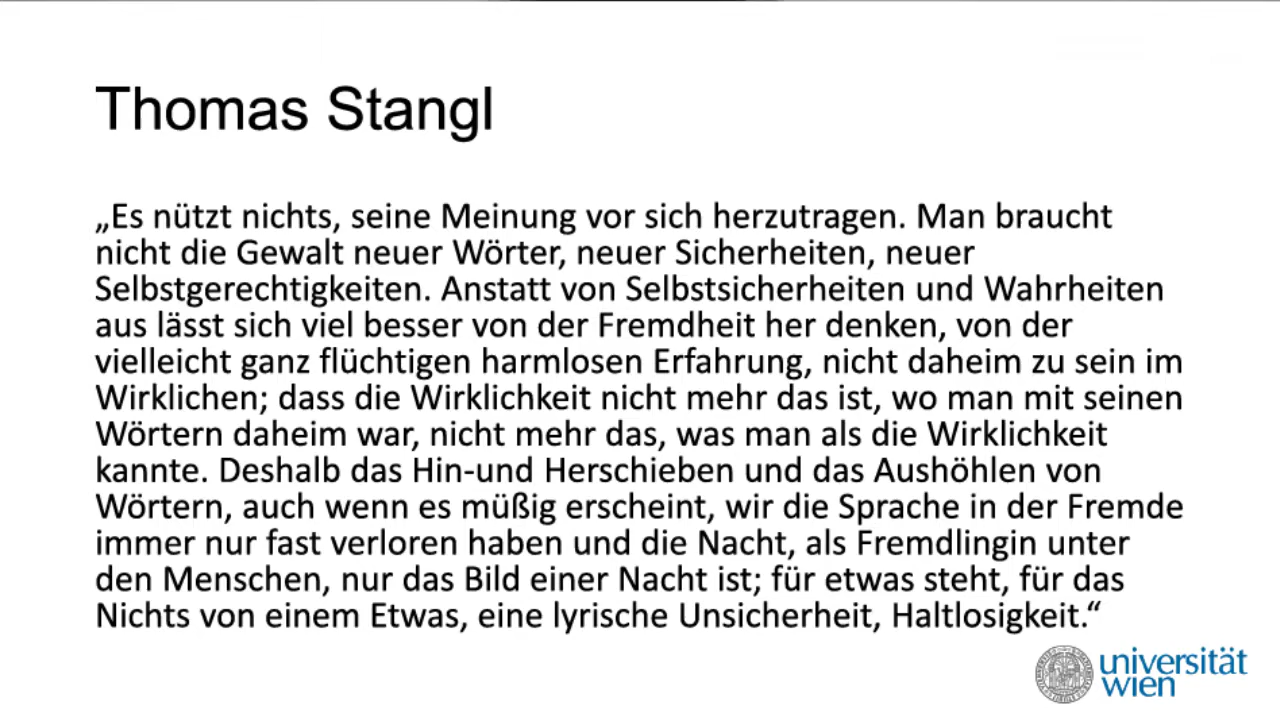 Thomas Stangl
„Es nützt nichts, seine Meinung vor sich herzutragen. Man braucht
nicht die Gewalt neuer Wörter, neuer Sicherheiten, neuer
Selbstgerechtigkeiten. Anstatt von Selbstsicherheiten und Wahrheiten
aus lässt sich viel besser von der Fremdheit her denken, von der
vielleicht ganz flüchtigen harmlosen Erfahrung, nicht daheim zu sein im
Wirklichen; dass die Wirklichkeit nicht mehr das ist, wo man mit seinen
Wörtern daheim war, nicht mehr das, was man als die Wirklichkeit
kannte. Deshalb das Hin-und Herschieben und das Aushöhlen von
Wörtern, auch wenn es müßig erscheint, wir die Sprache in der Fremde
immer nur fast verloren haben und die Nacht, als Fremdlingin unter
den Menschen, nur das Bild einer Nacht ist; für etwas steht, für das
Nichts von einem Etwas, eine lyrische Unsicherheit, Haltlosigkeit.“
universität
wien